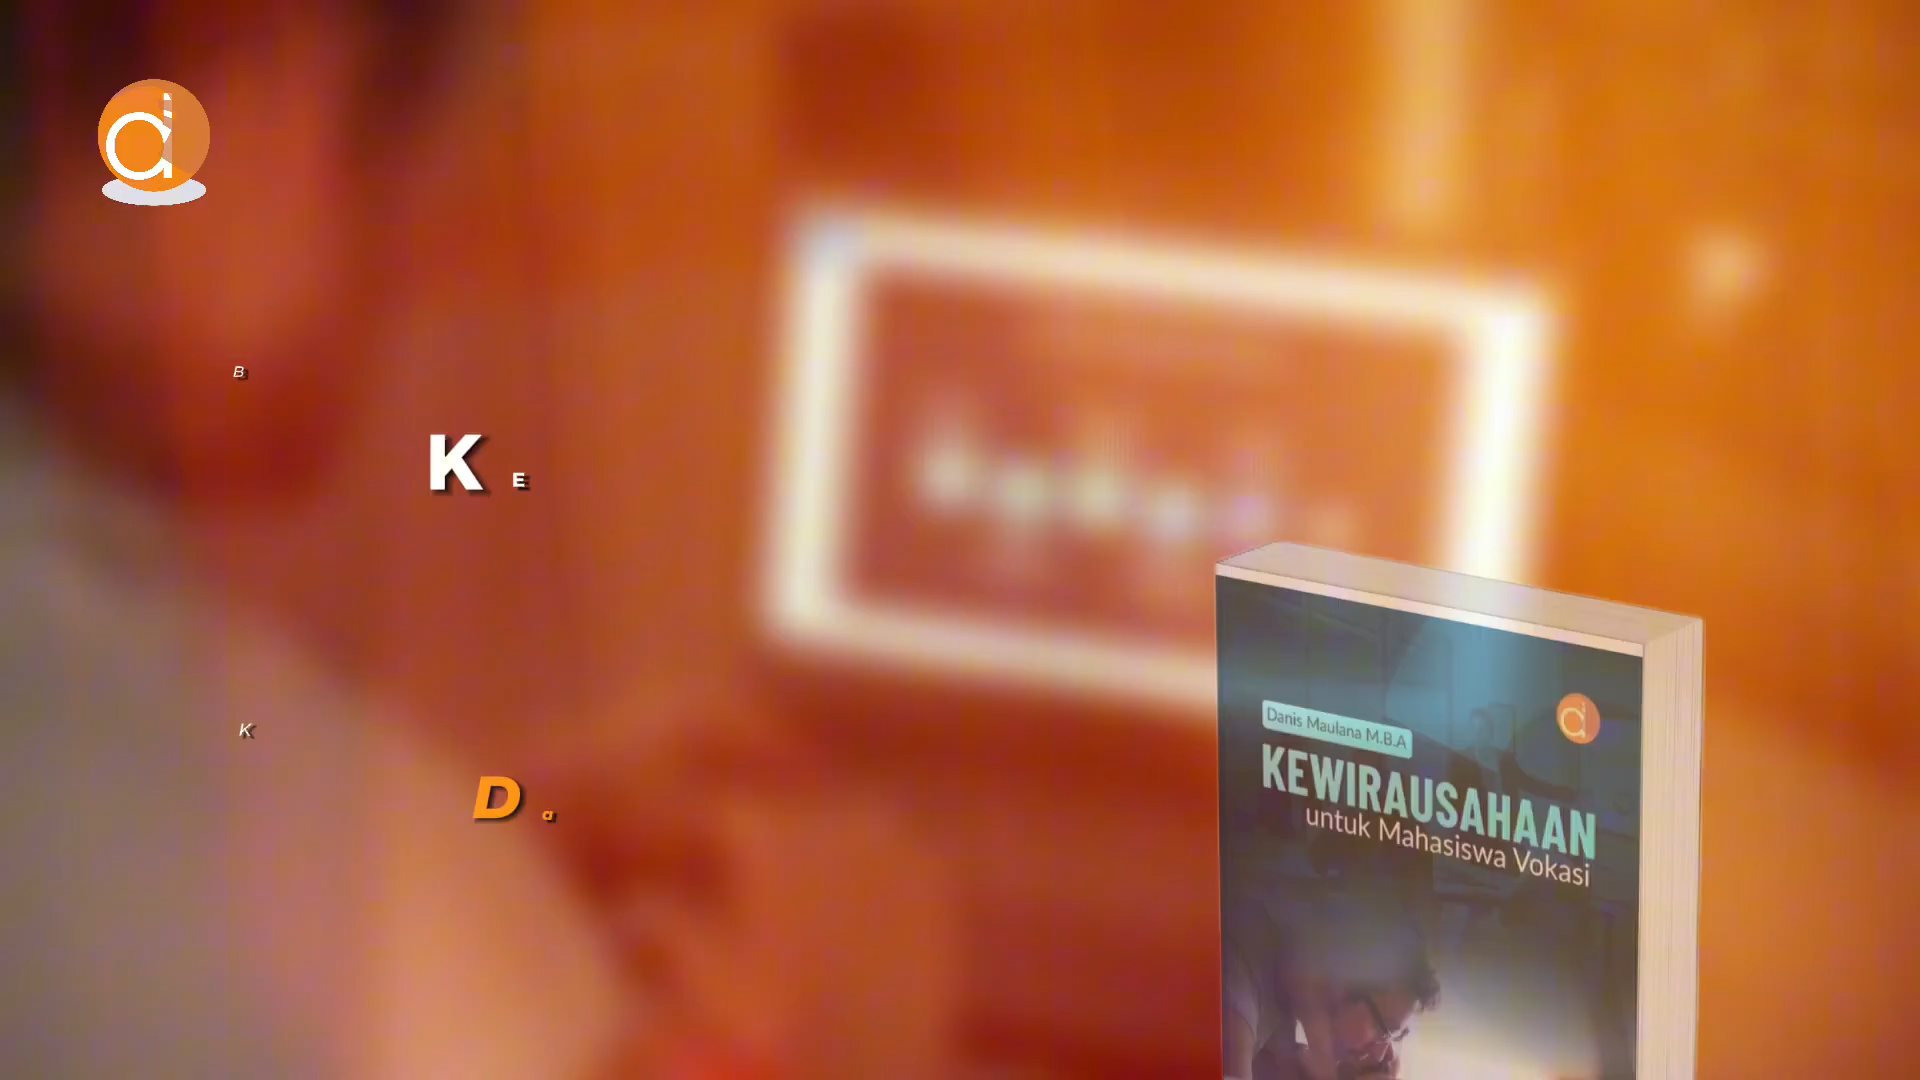 B
K E
K
D a
Danis Maulana M.B.A
KEWIRAUSAHAAN
untuk Mahasiswa Vokasi